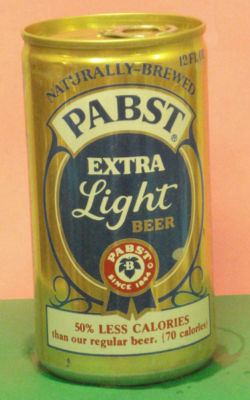 NATURALLY-BREWED
12 FL.
PABST®
EXTRA
Light
BEER
PABST
B
SINCE 1844
50% LESS CALORIES
than our regular beer. (70 calories)